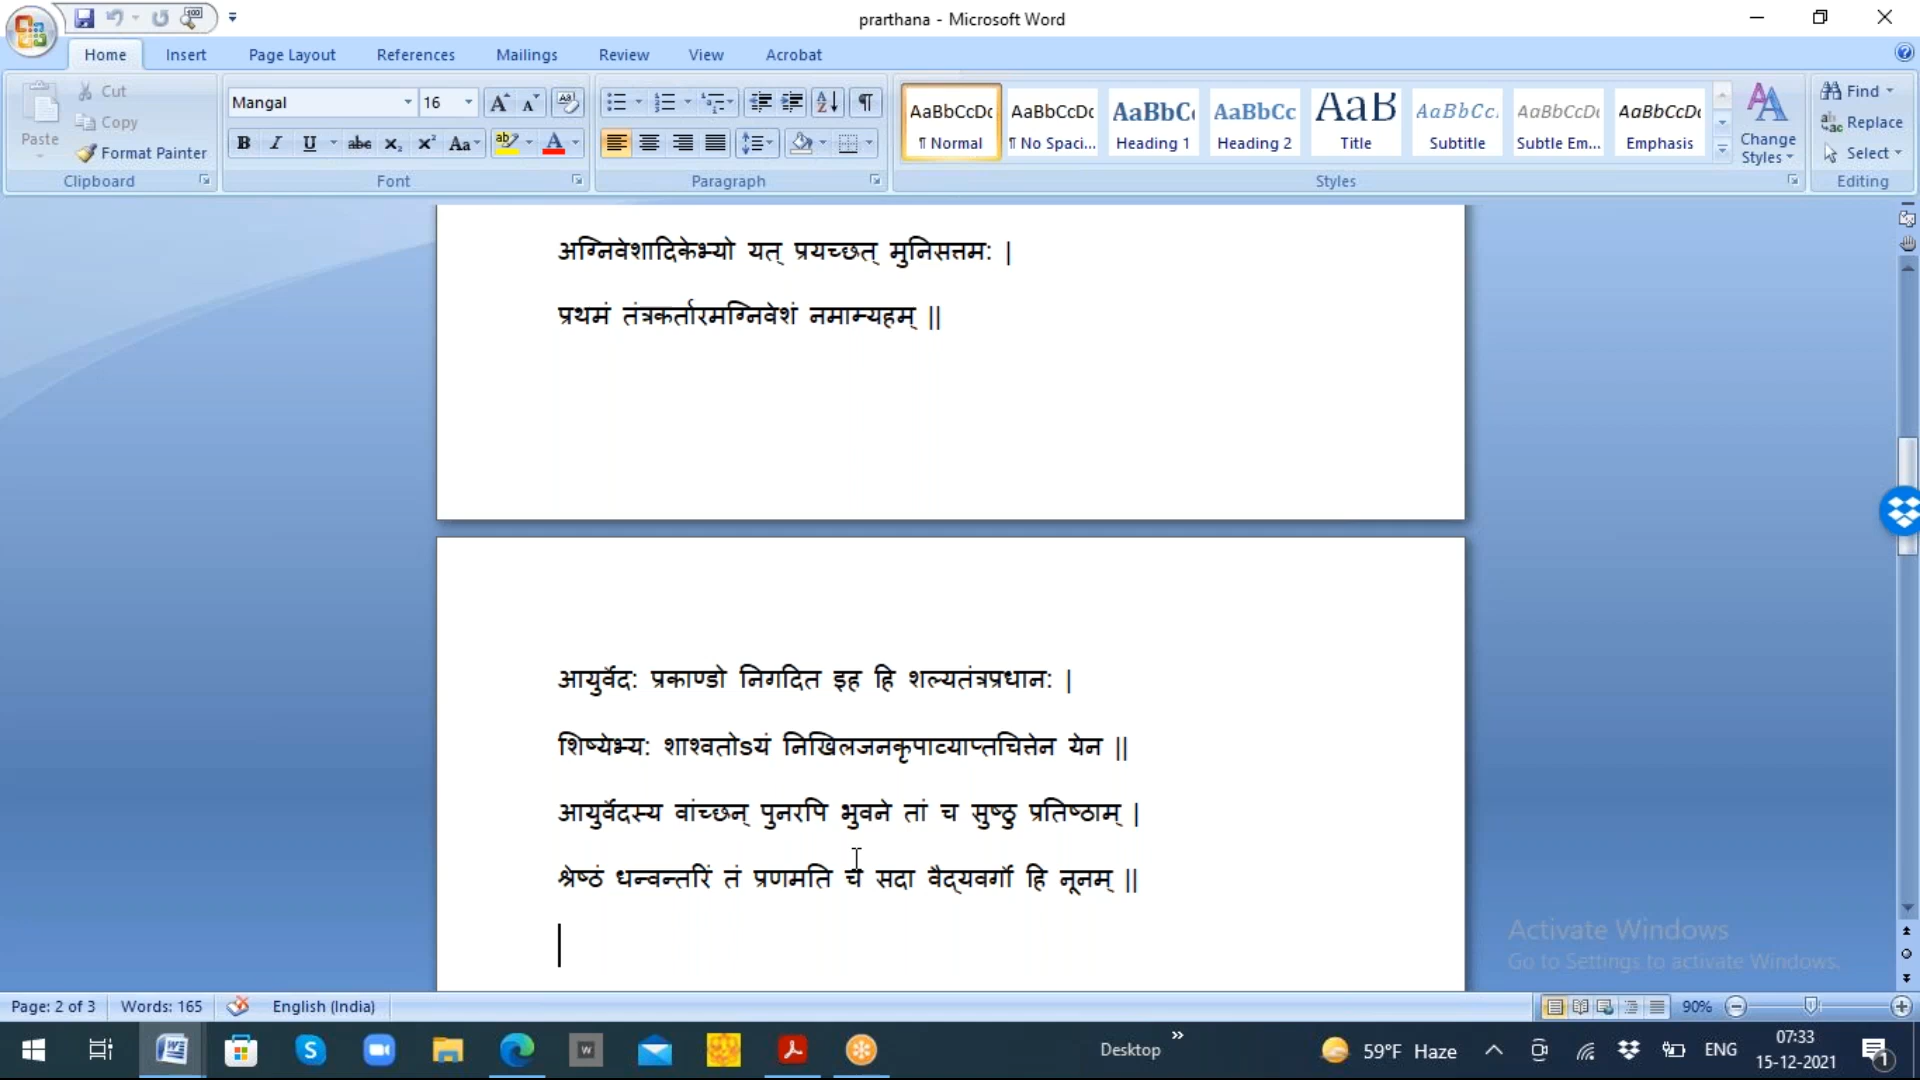 prarthana - Microsoft Word
Home Insert Page Layout References Mailings Review View Acrobat
Paste Cut Copy Format Painter
Mangal 16
AaBbCcDc AaBbCcDc AaBbC AaBbCc AaB AaBbCc. AaBbCcDc AaBbCcDc
¶ Normal ¶ No Spaci... Heading 1 Heading 2 Title Subtitle Subtle Em... Emphasis
Change Styles
Find Replace Select
Clipboard Font Paragraph Styles Editing
अग्निवेशादिकेभ्यो यत् प्रयच्छत् मुनिसत्तम: |
प्रथमं तंत्रकर्तारमग्निवेशं नमाम्यहम् ||
आयुर्वेद: प्रकाण्डो निगदित इह हि शल्यतंत्रप्रधान: |
शिष्येभ्य: शाश्वतोऽयं निखिलजनकृपाव्याप्तचित्तेन येन ||
आयुर्वेदस्य वांच्छन् पुनरपि भुवने तां च सुष्ठु प्रतिष्ठाम् |
श्रेष्ठं धन्वन्तरिं तं प्रणमति च सदा वैद्यवर्गो हि नूनम् ||
Activate Windows
Go to Settings to activate Windows.
Page: 2 of 3 Words: 165 English (India) 90%
Desktop 59°F Haze ENG 07:33
15-12-2021